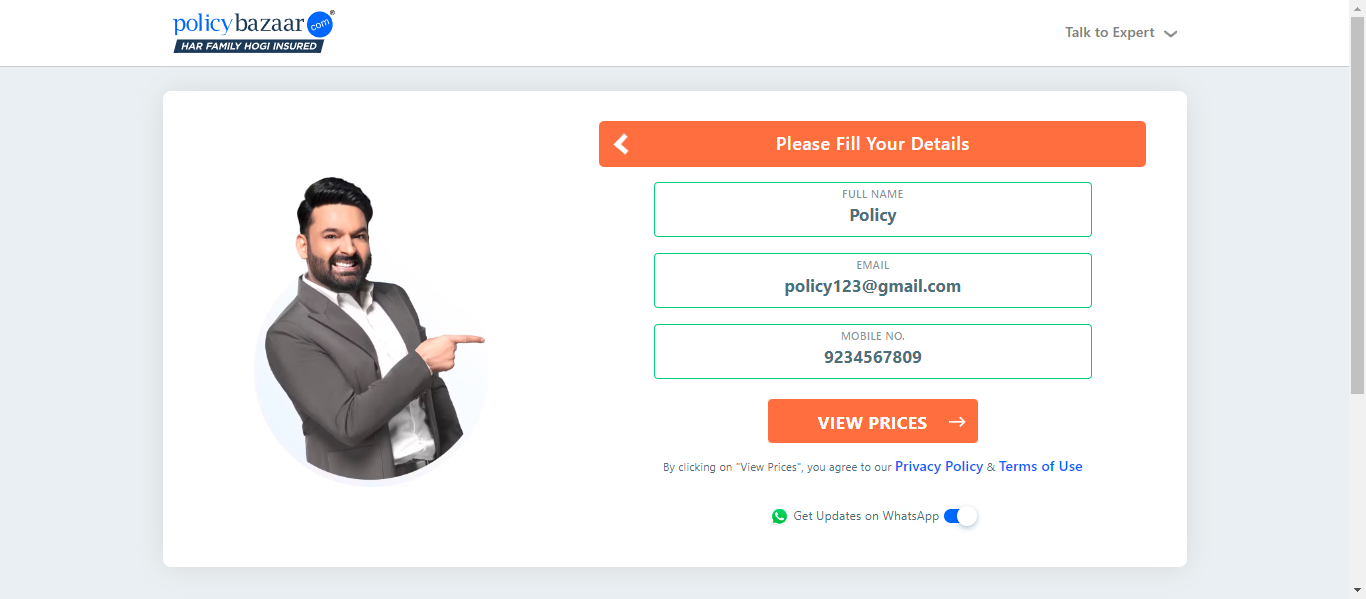 policybazaar.com®
HAR FAMILY HOGI INSURED
Talk to Expert
Please Fill Your Details
FULL NAME
Policy
EMAIL
policy123@gmail.com
MOBILE NO.
9234567809
VIEW PRICES →
By clicking on "View Prices", you agree to our Privacy Policy & Terms of Use
Get Updates on WhatsApp